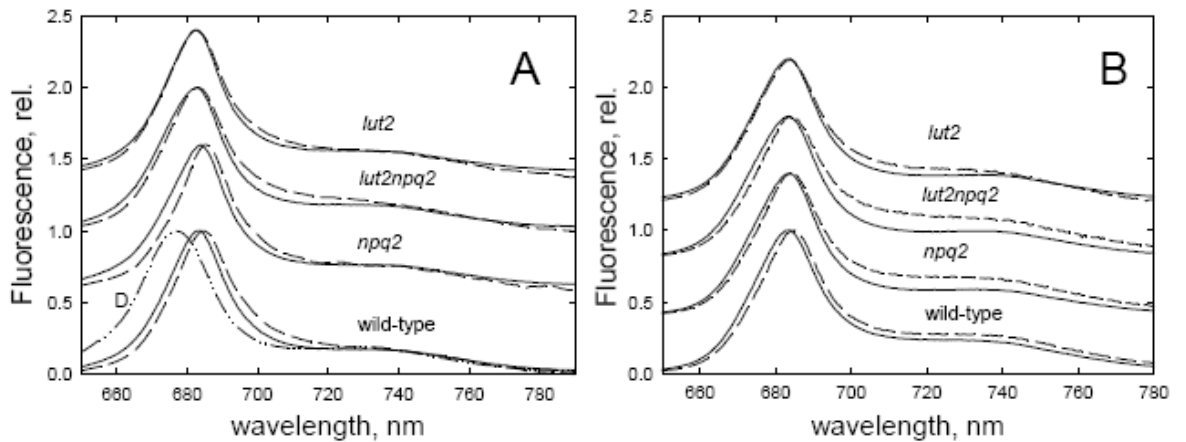 A
2.5
2.0
1.5
1.0
0.5
0.0
Fluorescence, rel.
lut2
lut2npq2
npq2
D
wild-type
660 680 700 720 740 760 780
wavelength, nm
B
2.5
2.0
1.5
1.0
0.5
0.0
Fluorescence, rel.
lut2
lut2npq2
npq2
wild-type
660 680 700 720 740 760 780
wavelength, nm